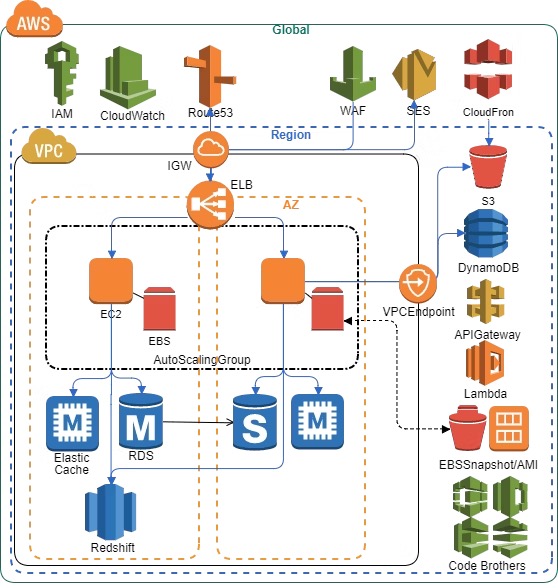 AWS
Global
IAM
CloudWatch
Route53
WAF
SES
CloudFron
Region
VPC
IGW
ELB
AZ
S3
DynamoDB
EC2
EBS
VPCEndpoint
APIGateway
AutoScalingGroup
Lambda
M
M
S
M
Elastic
Cache
RDS
EBSSnapshot/AMI
Redshift
Code Brothers